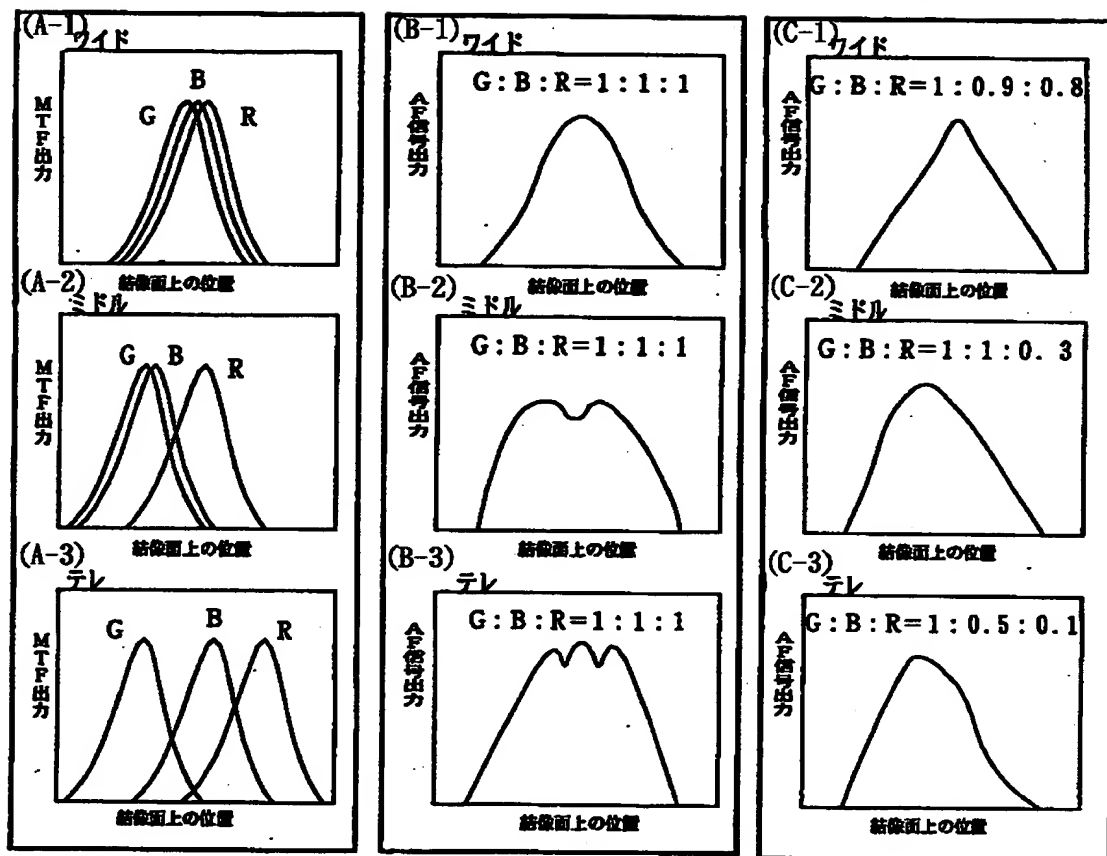 (A-1)
ワイド
MTF出力
G
B
R
結像面上の位置
(A-2)
ミドル
MTF出力
G
B
R
結像面上の位置
(A-3)
テレ
MTF出力
G
B
R
結像面上の位置
(B-1)
ワイド
AF信号出力
G:B:R=1:1:1
結像面上の位置
(B-2)
ミドル
AF信号出力
G:B:R=1:1:1
結像面上の位置
(B-3)
テレ
AF信号出力
G:B:R=1:1:1
結像面上の位置
(C-1)
ワイド
AF信号出力
G:B:R=1:0.9:0.8
結像面上の位置
(C-2)
ミドル
AF信号出力
G:B:R=1:1:0.3
結像面上の位置
(C-3)
テレ
AF信号出力
G:B:R=1:0.5:0.1
結像面上の位置